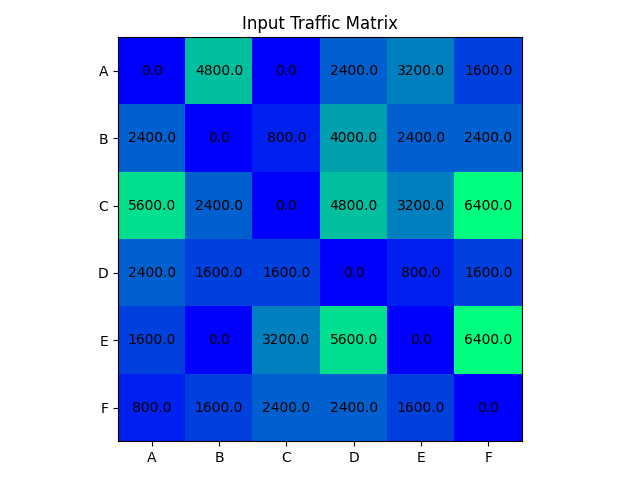 Input Traffic Matrix
A 0.0 4800.0 0.0 2400.0 3200.0 1600.0
B 2400.0 0.0 800.0 4000.0 2400.0 2400.0
C 5600.0 2400.0 0.0 4800.0 3200.0 6400.0
D 2400.0 1600.0 1600.0 0.0 800.0 1600.0
E 1600.0 0.0 3200.0 5600.0 0.0 6400.0
F 800.0 1600.0 2400.0 2400.0 1600.0 0.0
A B C D E F